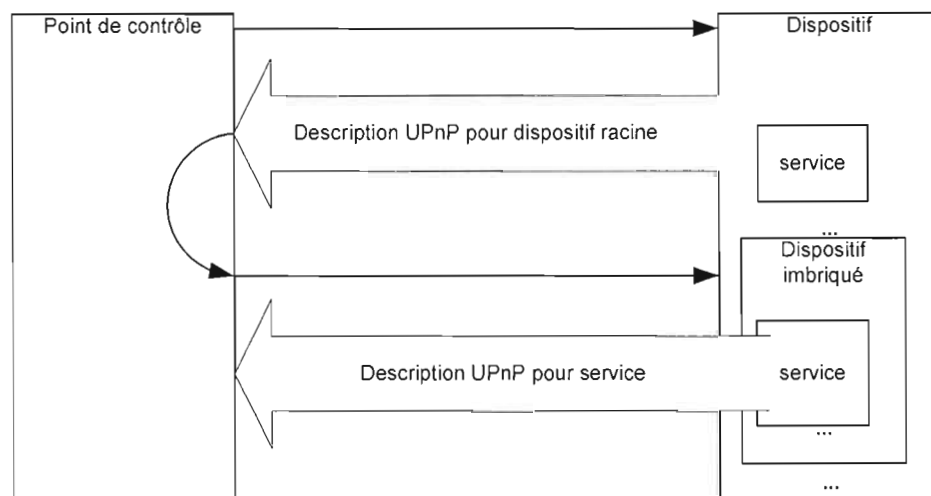 Point de contrôle
Dispositif
Description UPnP pour dispositif racine
service
...
Dispositif
imbriqué
Description UPnP pour service
service
...
...